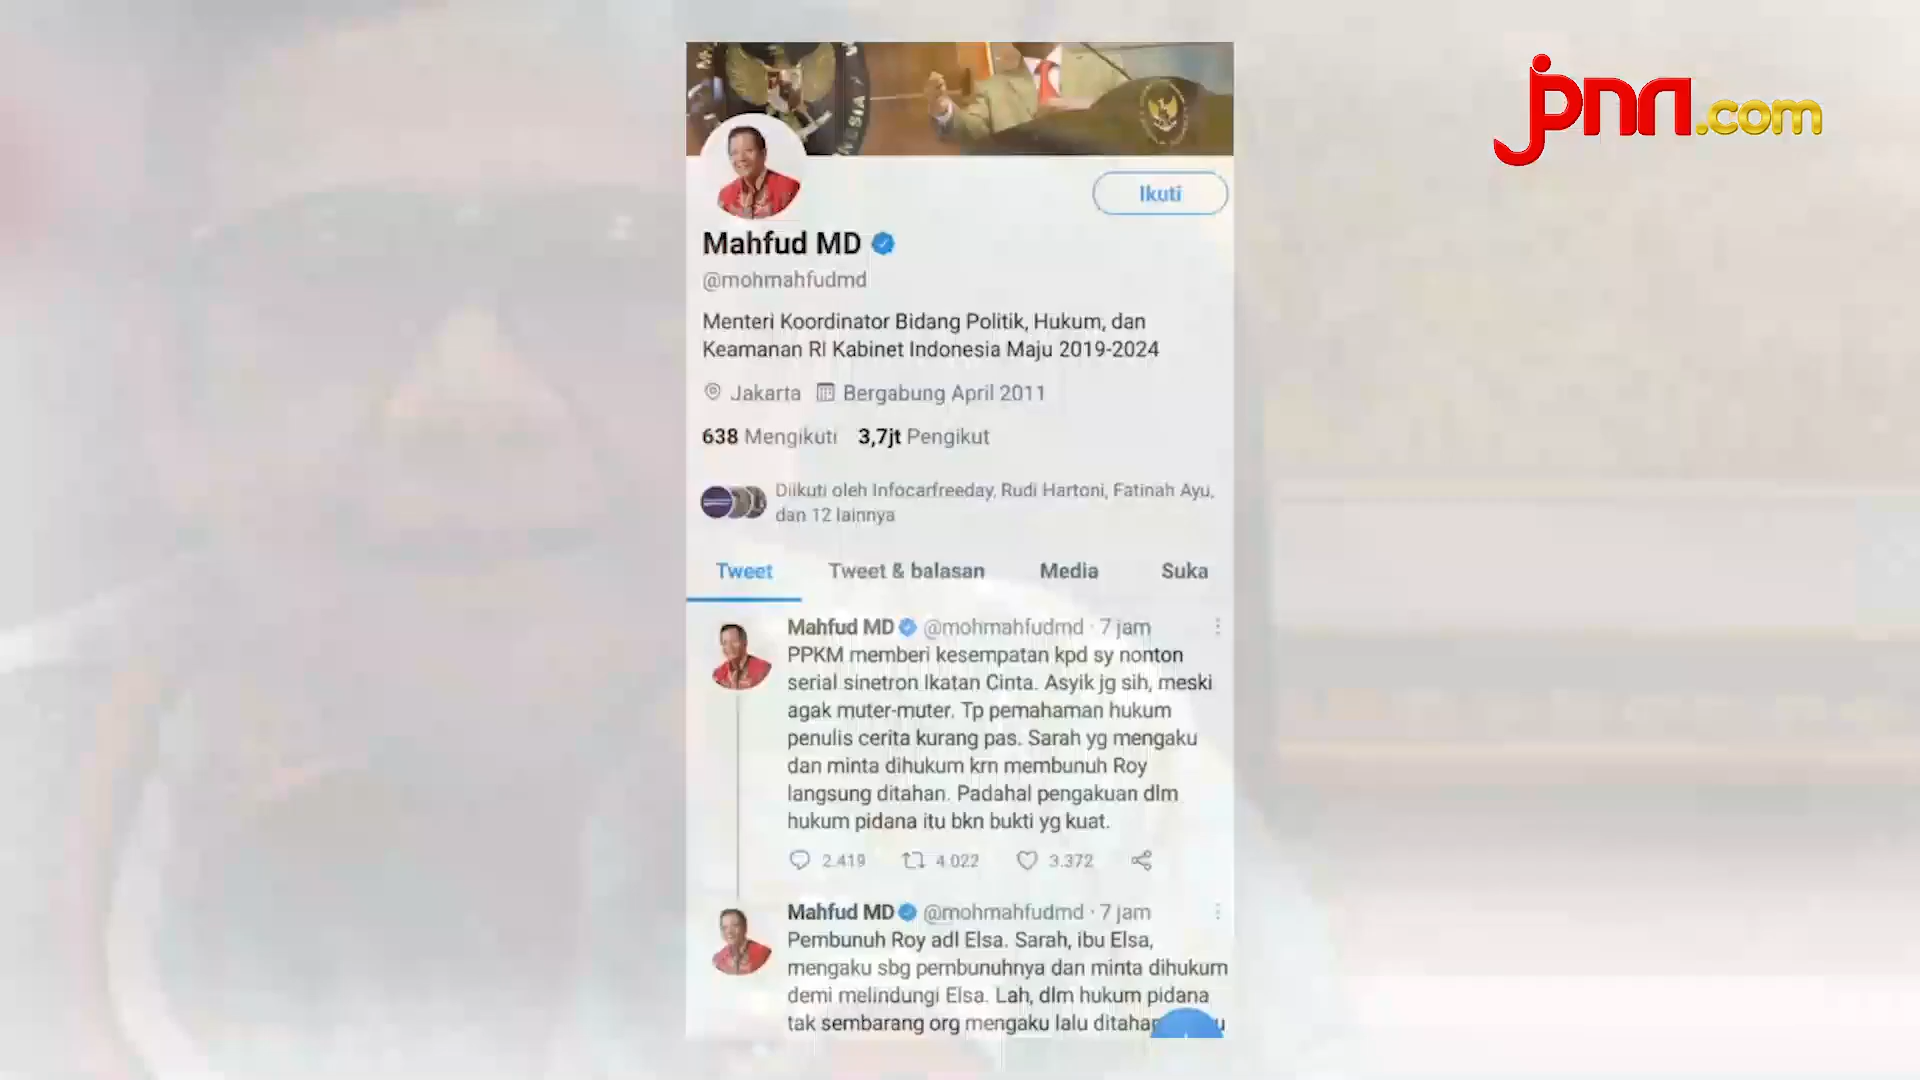 jpnn.com
NESIA
Ikuti
Mahfud MD
@mohmahfudmd
Menteri Koordinator Bidang Politik, Hukum, dan
Keamanan RI Kabinet Indonesia Maju 2019-2024
Jakarta Bergabung April 2011
638 Mengikuti 3,7jt Pengikut
Diikuti oleh Infocarfreeday, Rudi Hartoni, Fatinah Ayu,
dan 12 lainnya
Tweet Tweet & balasan Media Suka
Mahfud MD @mohmahfudmd · 7 jam
PPKM memberi kesempatan kpd sy nonton
serial sinetron Ikatan Cinta. Asyik jg sih, meski
agak muter-muter. Tp pemahaman hukum
penulis cerita kurang pas. Sarah yg mengaku
dan minta dihukum krn membunuh Roy
langsung ditahan. Padahal pengakuan dlm
hukum pidana itu bkn bukti yg kuat.
2.419 4.022 3.372
Mahfud MD @mohmahfudmd · 7 jam
Pembunuh Roy adl Elsa. Sarah, ibu Elsa,
mengaku sbg pembunuhnya dan minta dihukum
demi melindungi Elsa. Lah, dlm hukum pidana
tak sembarang org mengaku lalu